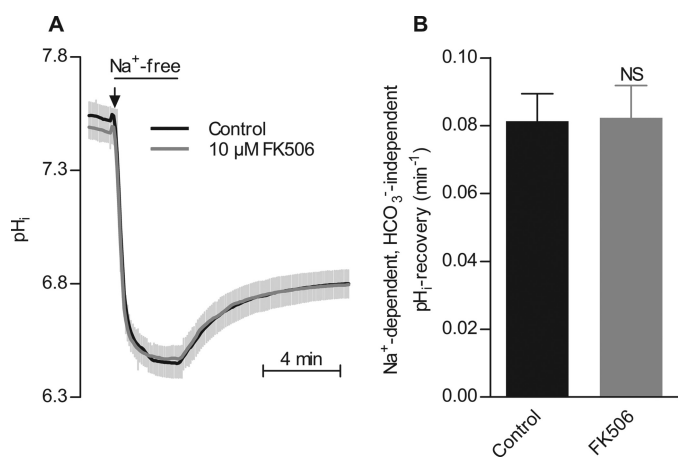 A
7.8
Na⁺-free
Control
10 µM FK506
7.3
pHᵢ
6.8
4 min
6.3
B
0.10
NS
0.08
0.06
0.04
0.02
0.00
Na⁺-dependent, HCO₃⁻-independent
pHᵢ-recovery (min⁻¹)
Control
FK506